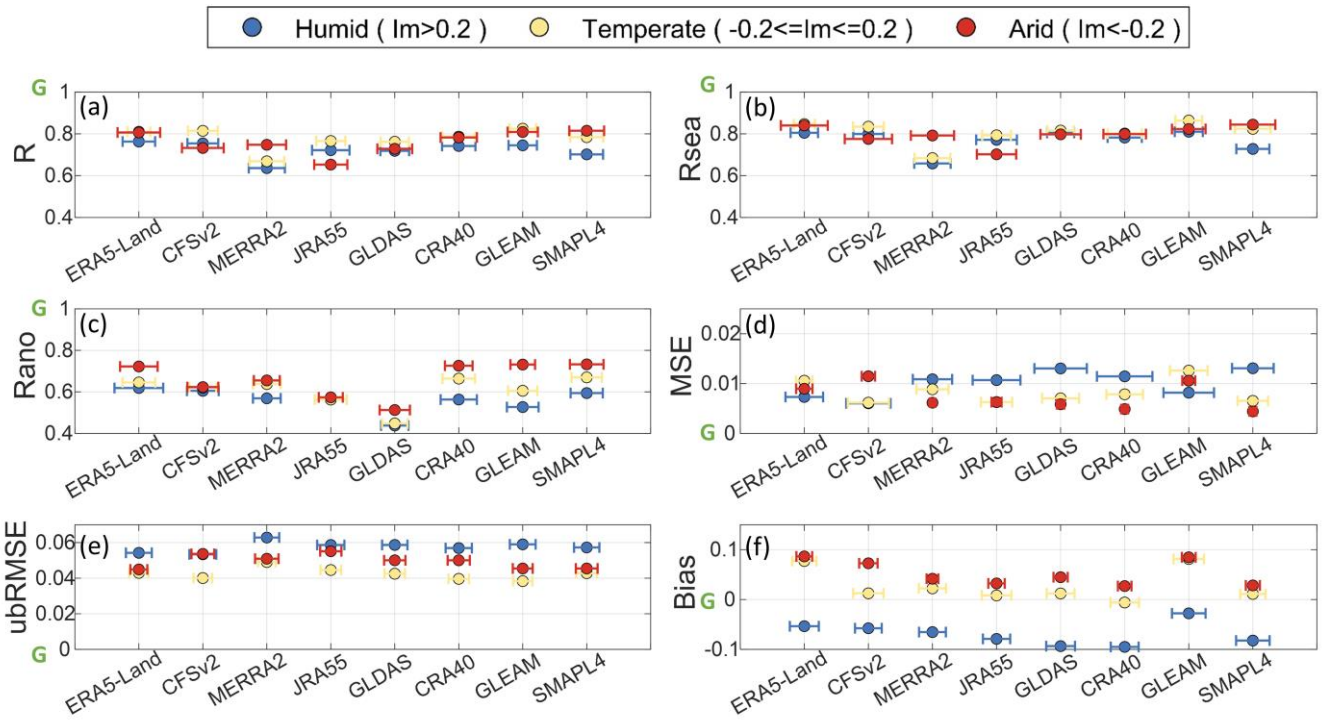 Humid ( Im>0.2 ) Temperate ( -0.2<=Im<=0.2 ) Arid ( Im<-0.2 )
G
1
0.8
0.6
0.4
R
(a)
ERA5-Land CFSv2 MERRA2 JRA55 GLDAS CRA40 GLEAM SMAPL4
G
1
0.8
0.6
0.4
Rsea
(b)
ERA5-Land CFSv2 MERRA2 JRA55 GLDAS CRA40 GLEAM SMAPL4
G
1
0.8
0.6
0.4
Rano
(c)
ERA5-Land CFSv2 MERRA2 JRA55 GLDAS CRA40 GLEAM SMAPL4
0.02
0.01
0
G
MSE
(d)
ERA5-Land CFSv2 MERRA2 JRA55 GLDAS CRA40 GLEAM SMAPL4
0.06
0.04
0.02
0
G
ubRMSE
(e)
ERA5-Land CFSv2 MERRA2 JRA55 GLDAS CRA40 GLEAM SMAPL4
0.1
0
-0.1
G
Bias
(f)
ERA5-Land CFSv2 MERRA2 JRA55 GLDAS CRA40 GLEAM SMAPL4